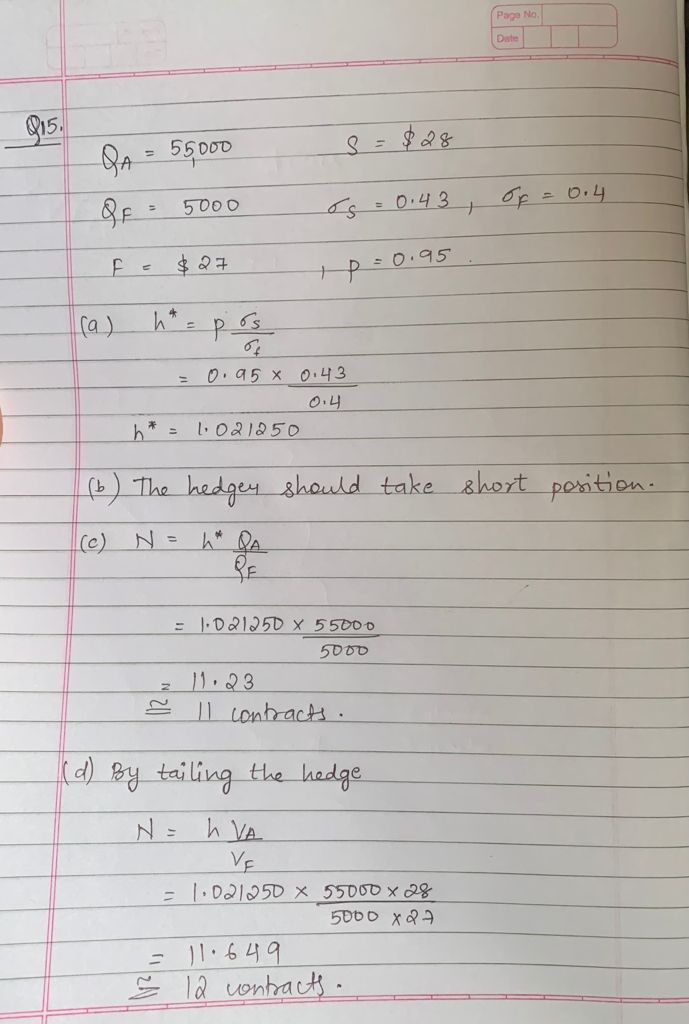 Page No.
Date
Q15.
QA = 55,000 S = $28
QF = 5000 σs = 0.43, σF = 0.4
F = $27, p = 0.95.
(a) h* = p σs/σf
= 0.95 x 0.43/0.4
h* = 1.021250
(b) The hedger should take short position.
(c) N = h* QA/QF
= 1.021250 x 55000/5000
= 11.23
≅ 11 contracts.
(d) By tailing the hedge
N = h VA/VF
= 1.021250 x 55000 x 28/5000 x 27
= 11.649
≅ 12 contracts.